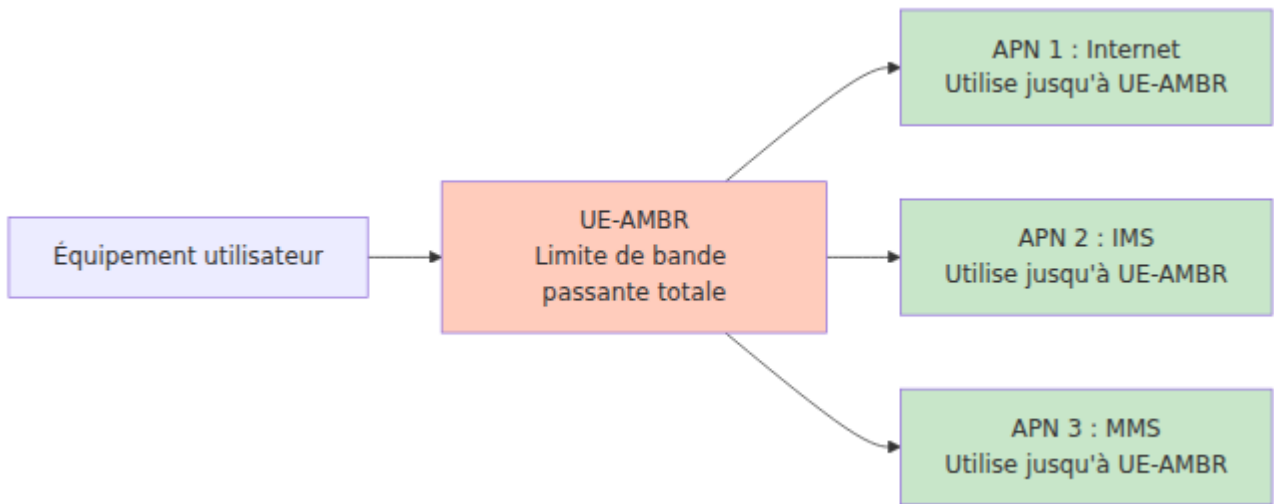 Équipement utilisateur
UE-AMBR
Limite de bande
passante totale
APN 1 : Internet
Utilise jusqu'à UE-AMBR
APN 2 : IMS
Utilise jusqu'à UE-AMBR
APN 3 : MMS
Utilise jusqu'à UE-AMBR